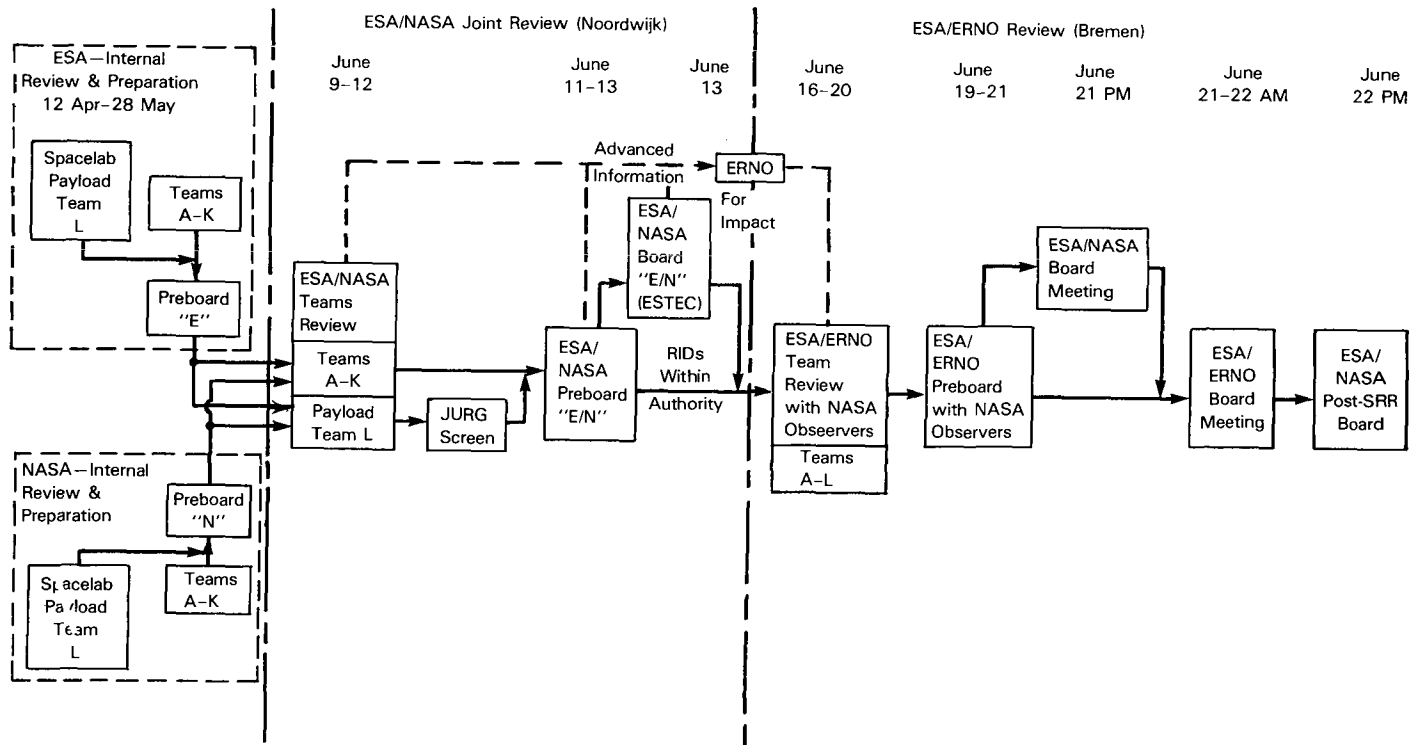 ESA/NASA Joint Review (Noordwijk)
ESA/ERNO Review (Bremen)
ESA—Internal
Review & Preparation
12 Apr-28 May
June
9-12
June
11-13
June
13
June
16-20
June
19-21
June
21 PM
June
21-22 AM
June
22 PM
Spacelab
Payload
Team
L
Teams
A-K
Preboard
"E"
Advanced
Information
ERNO
For
Impact
ESA/
NASA
Board
"E/N"
(ESTEC)
ESA/NASA
Teams
Review
Teams
A-K
Payload
Team L
JURG
Screen
ESA/
NASA
Preboard
"E/N"
RIDs
Within
Authority
ESA/ERNO
Team
Review
with NASA
Obseervers
Teams
A-L
ESA/
ERNO
Preboard
with NASA
Observers
ESA/NASA
Board
Meeting
ESA/
ERNO
Board
Meeting
ESA/
NASA
Post-SRR
Board
NASA—Internal
Review &
Preparation
Preboard
"N"
Spacelab
Payload
Team
L
Teams
A-K